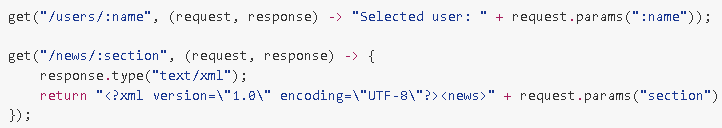 get("/users/:name", (request, response) -> "Selected user: " + request.params(":name"));
get("/news/:section", (request, response) -> {
response.type("text/xml");
return "<?xml version=\"1.0\" encoding=\"UTF-8\"?><news>" + request.params("section")
});